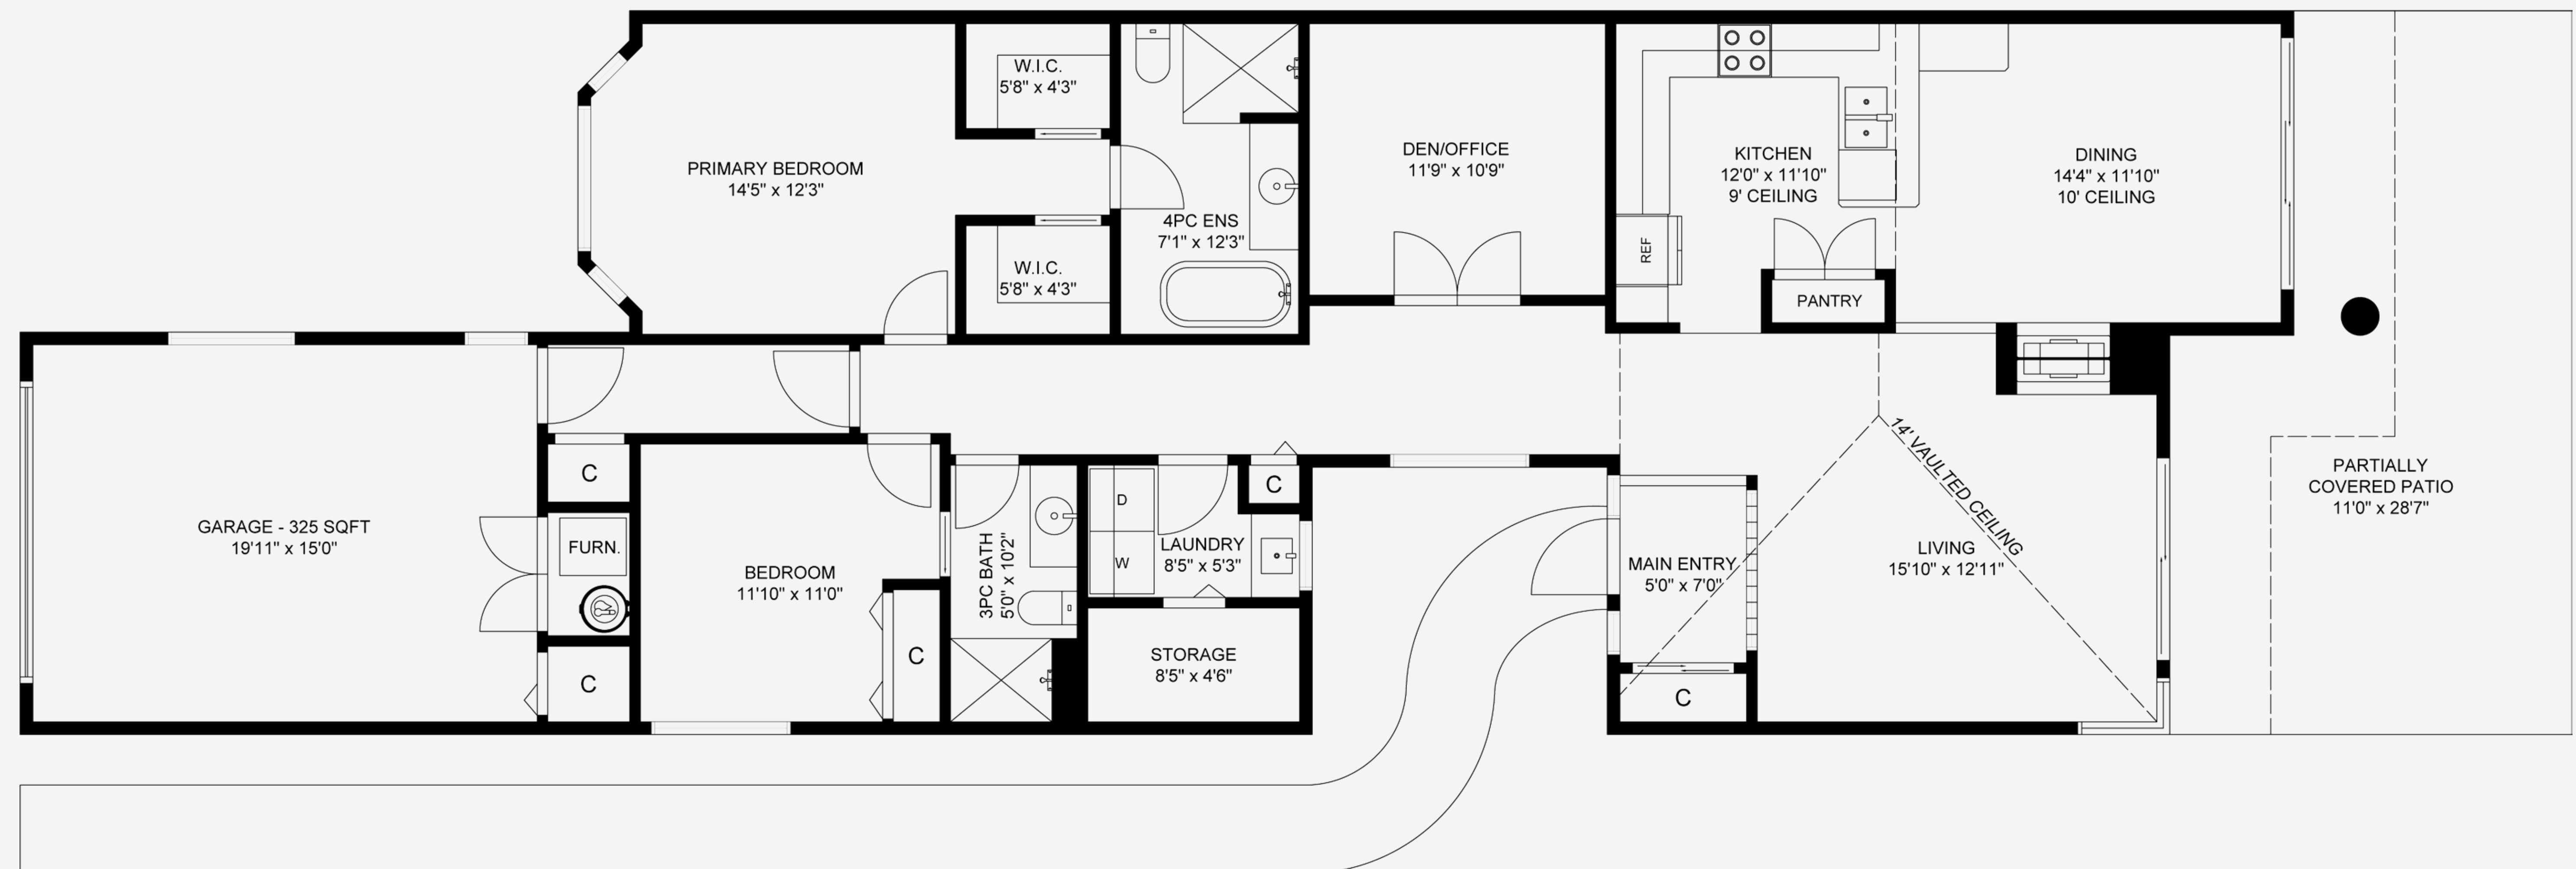 W.I.C.
5'8" x 4'3"
PRIMARY BEDROOM
14'5" x 12'3"
4PC ENS
7'1" x 12'3"
W.I.C.
5'8" x 4'3"
DEN/OFFICE
11'9" x 10'9"
KITCHEN
12'0" x 11'10"
9' CEILING
REF
PANTRY
DINING
14'4" x 11'10"
10' CEILING
GARAGE - 325 SQFT
19'11" x 15'0"
C
FURN.
C
BEDROOM
11'10" x 11'0"
C
3PC BATH
5'0" x 10'2"
D
W
LAUNDRY
8'5" x 5'3"
C
STORAGE
8'5" x 4'6"
MAIN ENTRY
5'0" x 7'0"
C
14' VAULTED CEILING
LIVING
15'10" x 12'11"
PARTIALLY
COVERED PATIO
11'0" x 28'7"